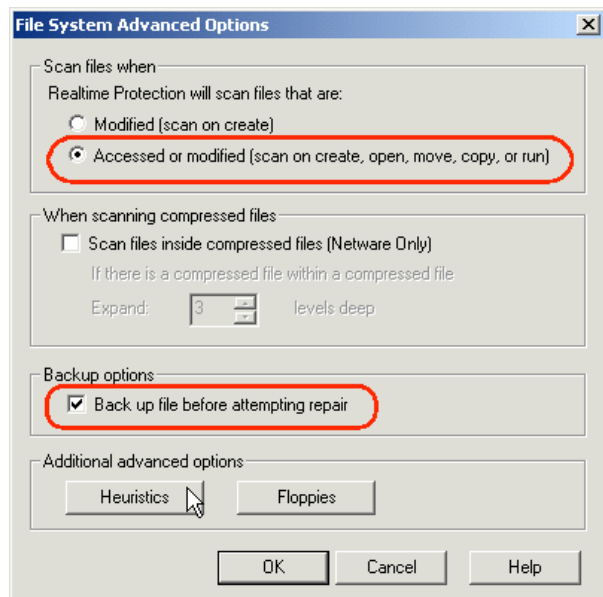 File System Advanced Options
Scan files when
Realtime Protection will scan files that are:
Modified (scan on create)
Accessed or modified (scan on create, open, move, copy, or run)
When scanning compressed files
Scan files inside compressed files (Netware Only)
If there is a compressed file within a compressed file
Expand: 3 levels deep
Backup options
Back up file before attempting repair
Additional advanced options
Heuristics Floppies
OK Cancel Help